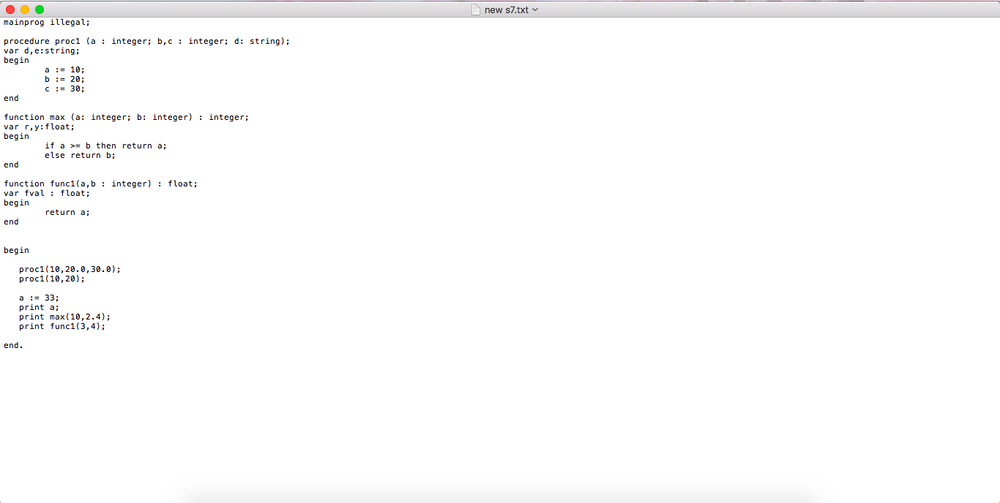 new s7.txt
mainprog illegal;
procedure proc1 (a : integer; b,c : integer; d: string);
var d,e:string;
begin
a := 10;
b := 20;
c := 30;
end
function max (a: integer; b: integer) : integer;
var r,y:float;
begin
if a >= b then return a;
else return b;
end
function func1(a,b : integer) : float;
var fval : float;
begin
return a;
end
begin
proc1(10,20.0,30.0);
proc1(10,20);
a := 33;
print a;
print max(10,2.4);
print func1(3,4);
end.